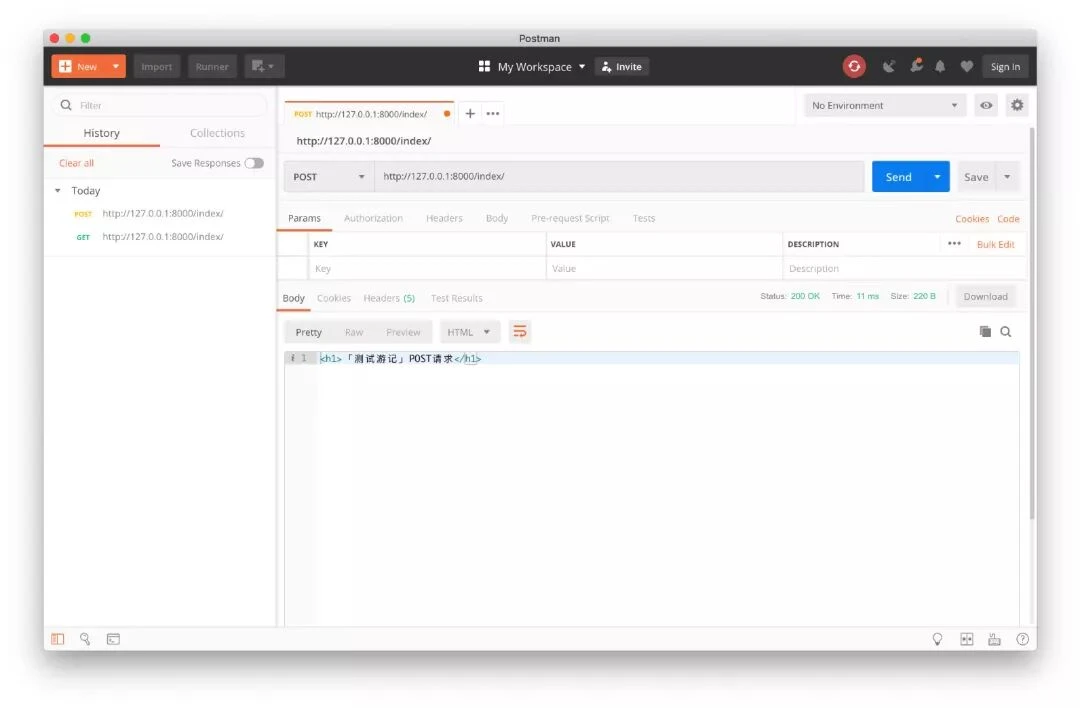 Postman
New Import Runner My Workspace Invite Sign In
Filter
History Collections
Clear all Save Responses
Today
POST http://127.0.0.1:8000/index/
GET http://127.0.0.1:8000/index/
POST http://127.0.0.1:8000/index/ + ••• No Environment
http://127.0.0.1:8000/index/
POST http://127.0.0.1:8000/index/ Send Save
Params Authorization Headers Body Pre-request Script Tests Cookies Code
KEY VALUE DESCRIPTION ••• Bulk Edit
Key Value Description
Body Cookies Headers (5) Test Results Status: 200 OK Time: 11 ms Size: 220 B Download
Pretty Raw Preview HTML
i 1 <h1>「测试游记」POST请求</h1>